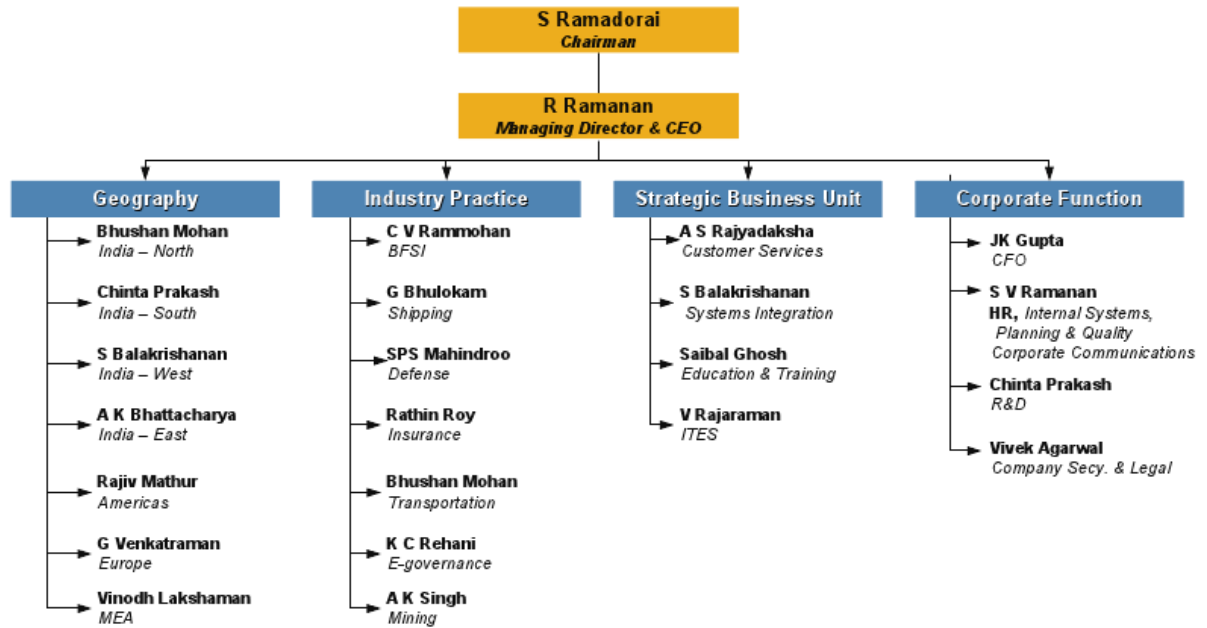 S Ramadorai
Chairman
R Ramanan
Managing Director & CEO
Geography
Bhushan Mohan
India – North
Chinta Prakash
India – South
S Balakrishanan
India – West
A K Bhattacharya
India – East
Rajiv Mathur
Americas
G Venkatraman
Europe
Vinodh Lakshaman
MEA
Industry Practice
C V Rammohan
BFSI
G Bhulokam
Shipping
SPS Mahindroo
Defense
Rathin Roy
Insurance
Bhushan Mohan
Transportation
K C Rehani
E-governance
A K Singh
Mining
Strategic Business Unit
A S Rajyadaksha
Customer Services
S Balakrishanan
Systems Integration
Saibal Ghosh
Education & Training
V Rajaraman
ITES
Corporate Function
JK Gupta
CFO
S V Ramanan
HR, Internal Systems,
Planning & Quality
Corporate Communications
Chinta Prakash
R&D
Vivek Agarwal
Company Secy. & Legal